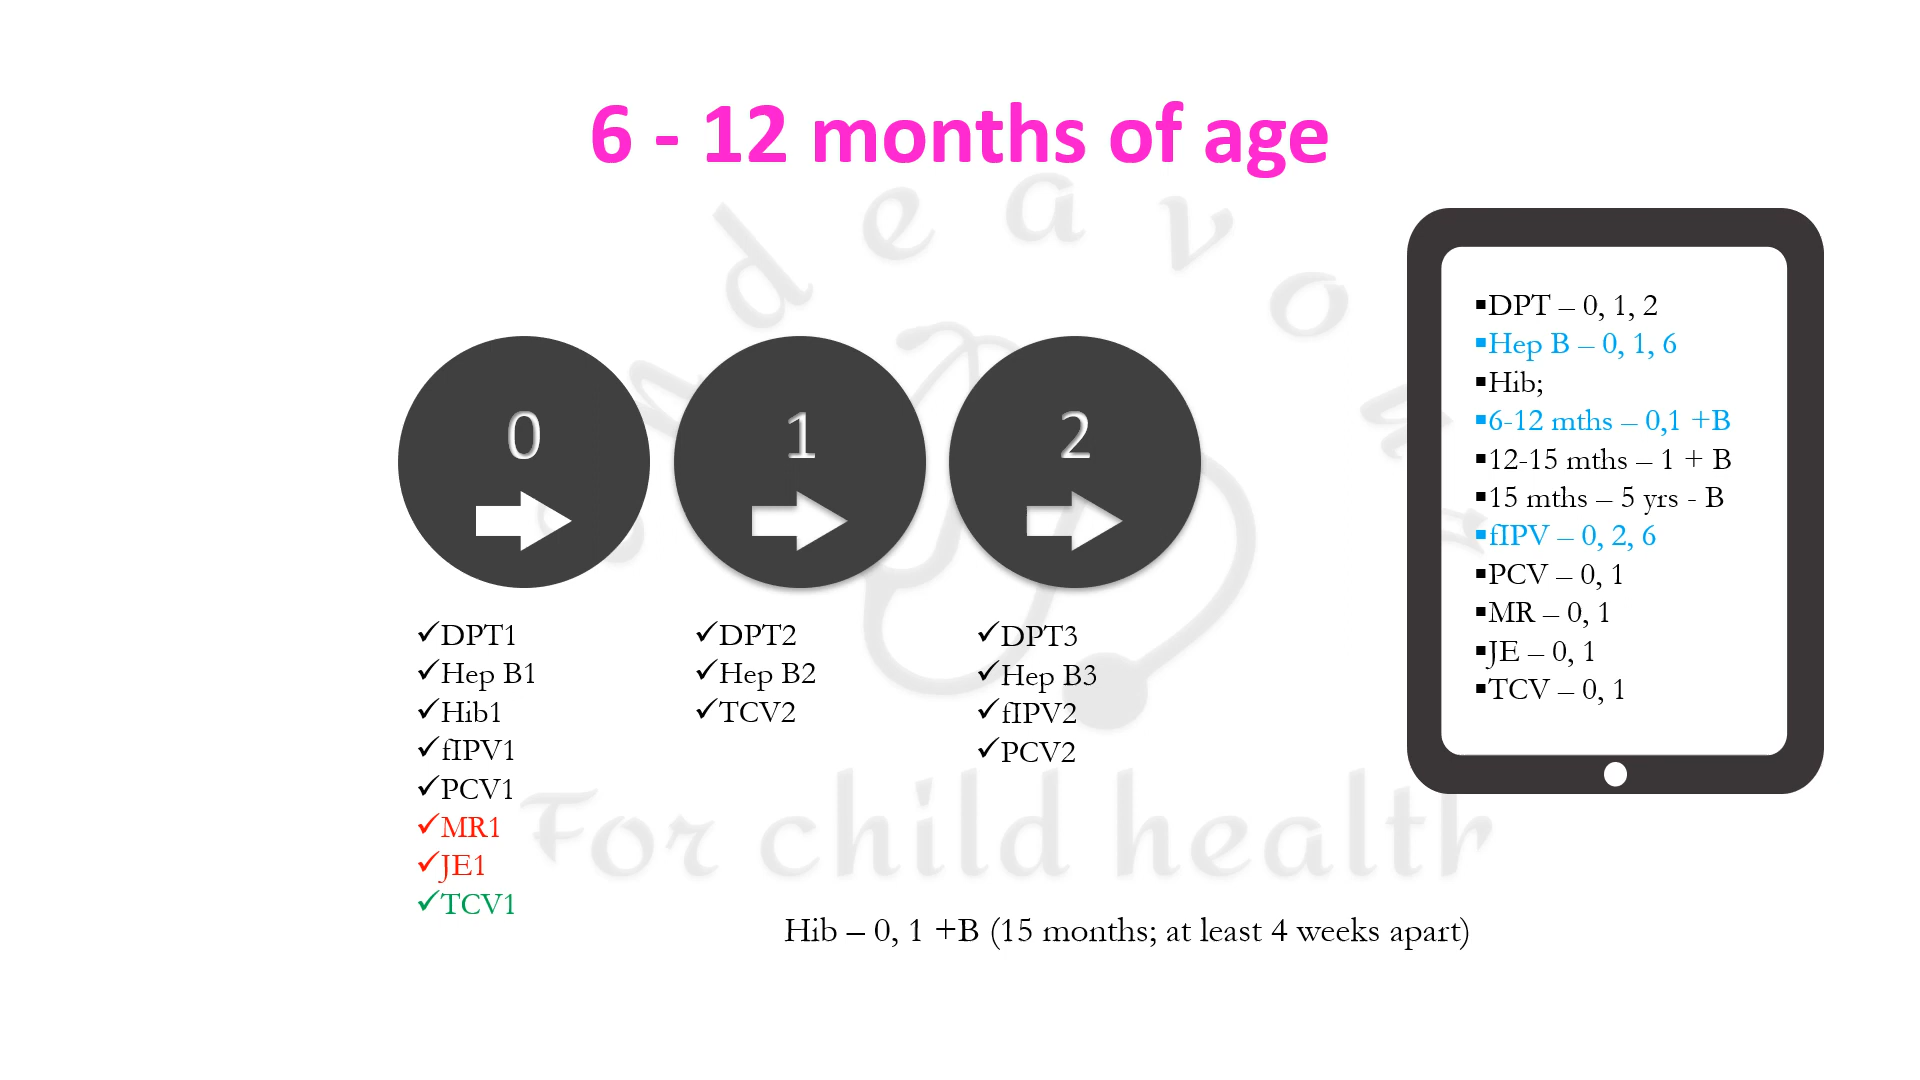 6 - 12 months of age
0
1
2
✓DPT1
✓Hep B1
✓Hib1
✓fIPV1
✓PCV1
✓MR1
✓JE1
✓TCV1
✓DPT2
✓Hep B2
✓TCV2
✓DPT3
✓Hep B3
✓fIPV2
✓PCV2
▪DPT – 0, 1, 2
▪Hep B – 0, 1, 6
▪Hib;
▪6-12 mths – 0,1 +B
▪12-15 mths – 1 + B
▪15 mths – 5 yrs - B
▪fIPV – 0, 2, 6
▪PCV – 0, 1
▪MR – 0, 1
▪JE – 0, 1
▪TCV – 0, 1
Hib – 0, 1 +B (15 months; at least 4 weeks apart)
For child health